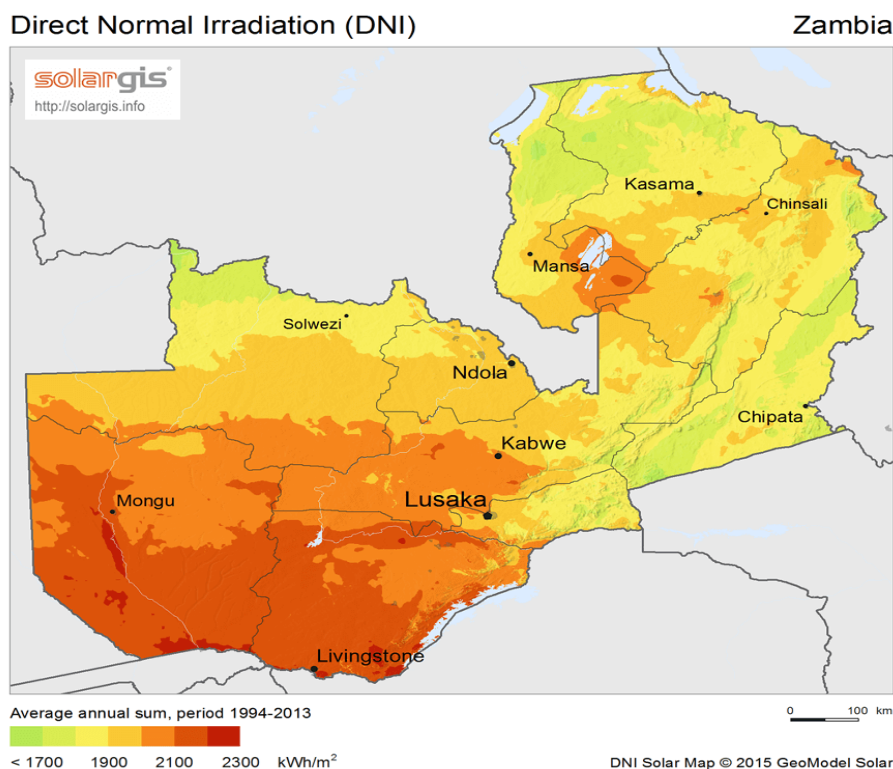 Direct Normal Irradiation (DNI) Zambia
solargis
http://solargis.info
Kasama
Chinsali
Mansa
Solwezi
Ndola
Chipata
Kabwe
Mongu
Lusaka
Livingstone
Average annual sum, period 1994-2013
0 100 km
< 1700 1900 2100 2300 kWh/m²
DNI Solar Map © 2015 GeoModel Solar